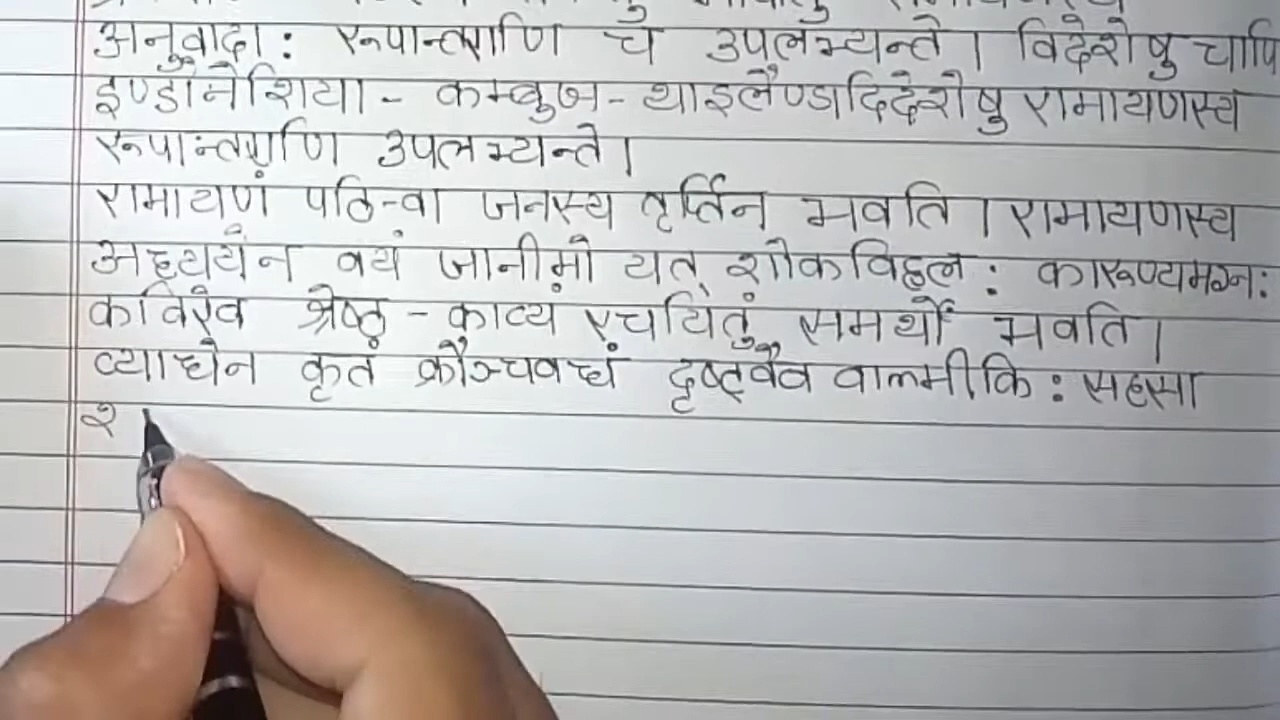 रामायणस्य
अनुवादाः रूपान्तराणि च उपलभ्यन्ते । विदेशेषु चापि
इण्डोनेशिया - कम्बुज - थाइलैण्डादिदेशेषु रामायणस्य
रूपान्तराणि उपलभ्यन्ते ।
रामायणं पठित्वा जनस्य तृप्तिर्न भवति । रामायणस्य
अध्ययनेन वयं जानीमो यत् शोकविह्वलः कारूण्यमग्नः
कविरेव श्रेष्ठं - काव्यं रचयितुं समर्थो भवति ।
व्याधेन कृतं क्रौञ्चवधं दृष्ट्वैव वाल्मीकिः सहसा